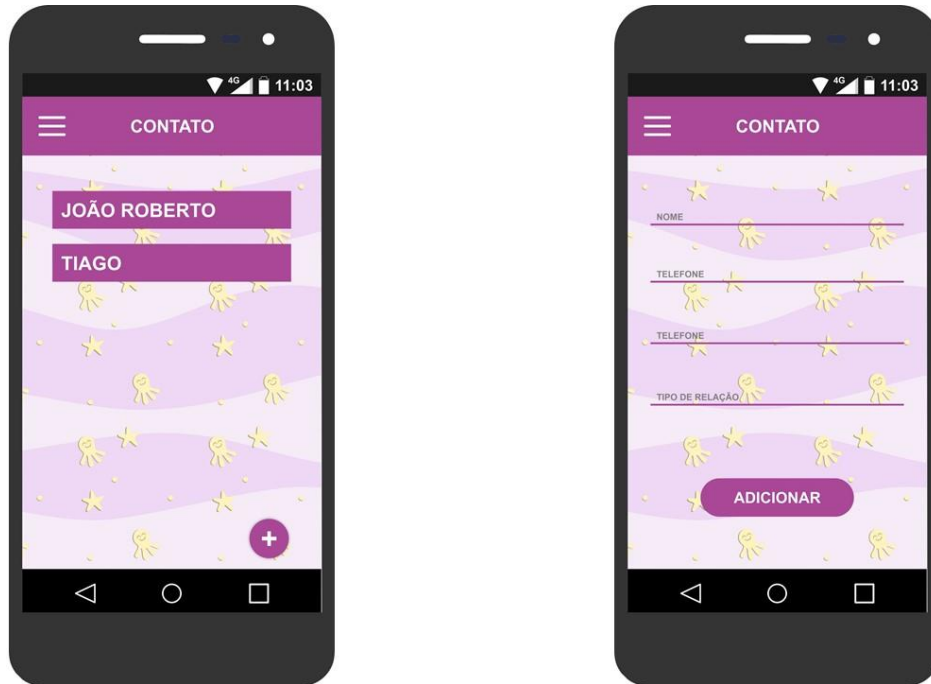 4G 11:03
CONTATO
JOÃO ROBERTO
TIAGO
+
4G 11:03
CONTATO
NOME
TELEFONE
TELEFONE
TIPO DE RELAÇÃO
ADICIONAR